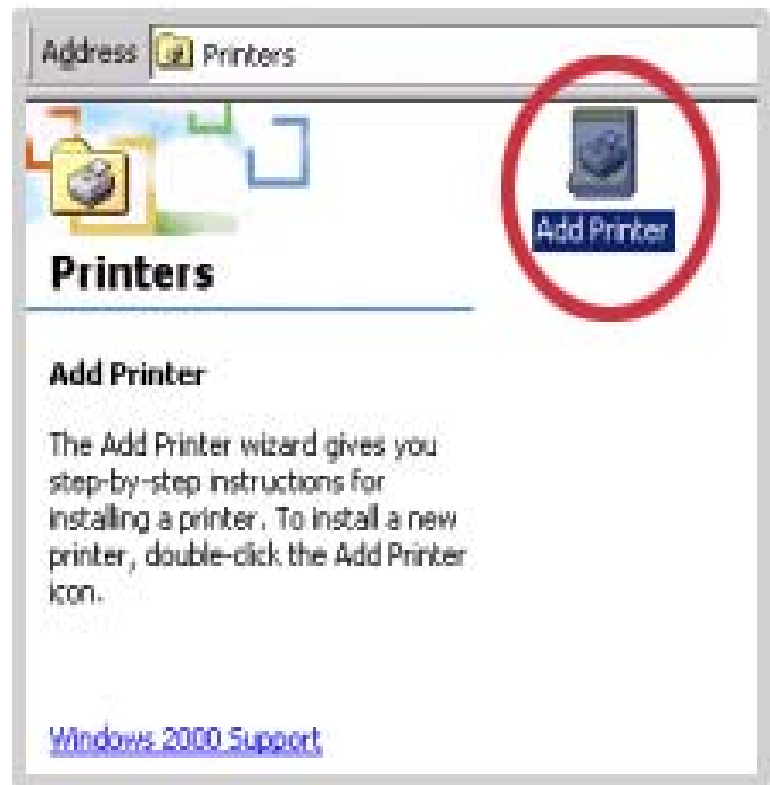 Address Printers
Add Printer
Printers
Add Printer
The Add Printer wizard gives you
step-by-step instructions for
installing a printer. To install a new
printer, double-click the Add Printer
icon.
Windows 2000 Support